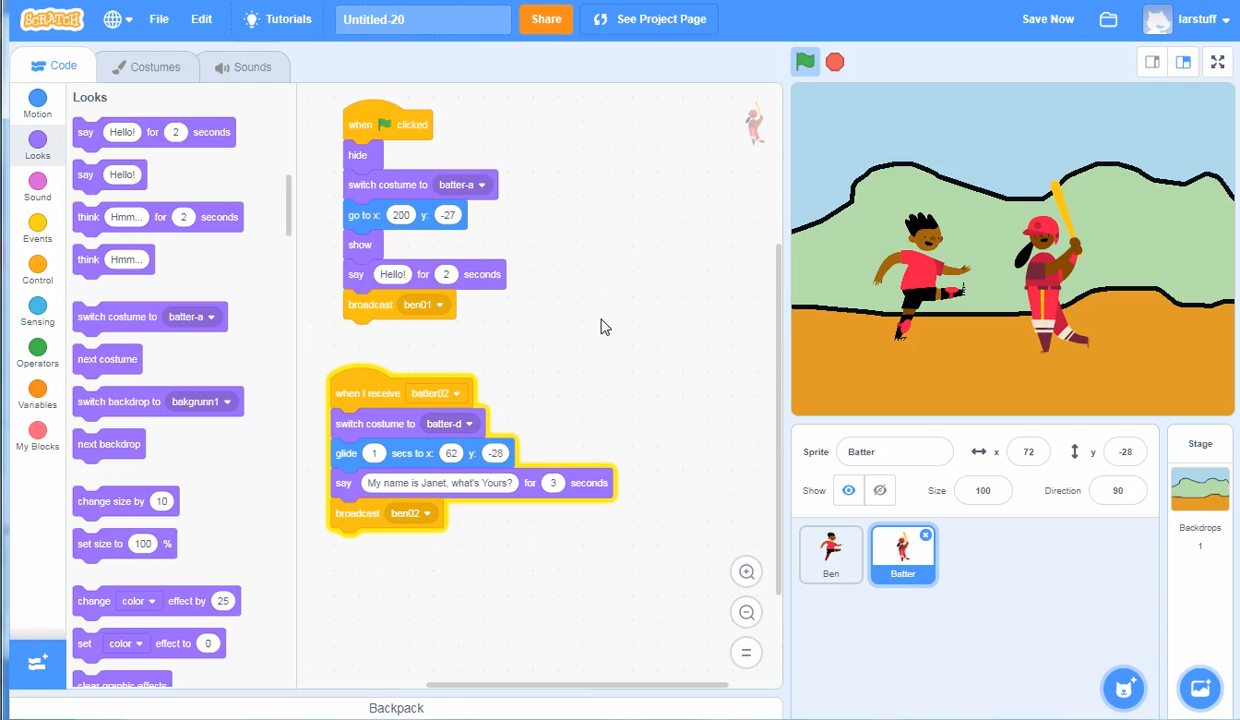 SCRATCH File Edit Tutorials Untitled-20 Share See Project Page Save Now larstuff
Code Costumes Sounds
Motion
Looks
Sound
Events
Control
Sensing
Operators
Variables
My Blocks
Looks
say Hello! for 2 seconds
say Hello!
think Hmm... for 2 seconds
think Hmm...
switch costume to batter-a
next costume
switch backdrop to bakgrunn1
next backdrop
change size by 10
set size to 100 %
change color effect by 25
set color effect to 0
clear graphic effects
when clicked
hide
switch costume to batter-a
go to x: 200 y: -27
show
say Hello! for 2 seconds
broadcast ben01
when I receive batter02
switch costume to batter-d
glide 1 secs to x: 62 y: -28
say My name is Janet, what's Yours? for 3 seconds
broadcast ben02
Sprite Batter x 72 y -28
Show Size 100 Direction 90
Ben
Batter
Stage
Backdrops
1
Backpack